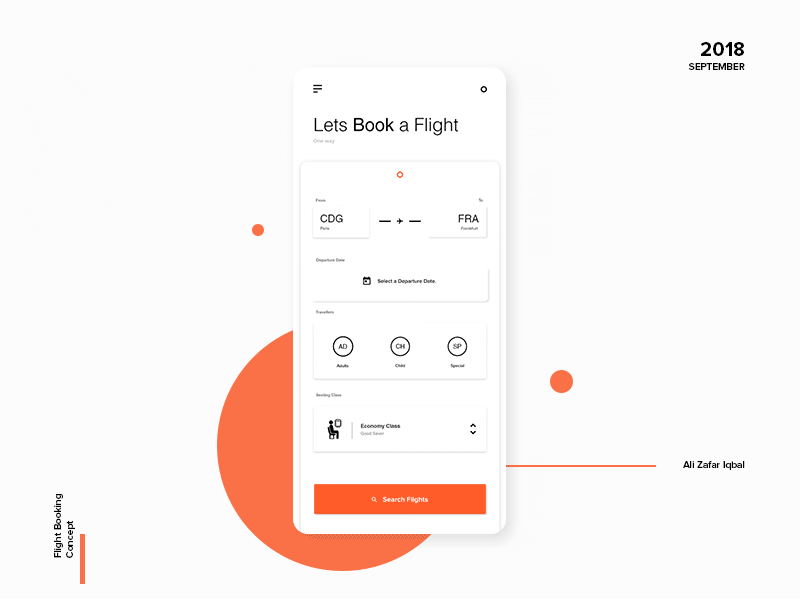 2018
SEPTEMBER
Lets Book a Flight
One way
From
To
CDG
FRA
Paris
Frankfurt
Departure Date
Select a Departure Date.
Travellers
AD
CH
SP
Adults
Child
Special
Seating Class
Economy Class
Good Saver
Search Flights
Ali Zafar Iqbal
Flight Booking
Concept